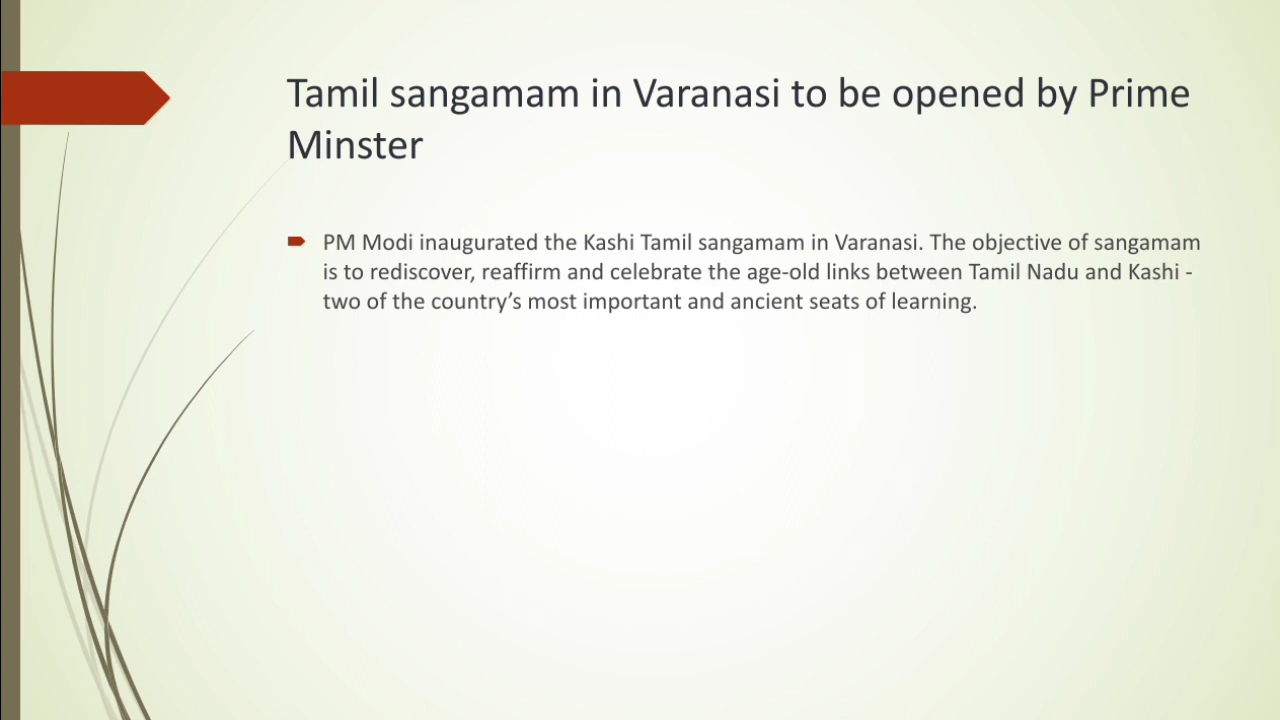 Tamil sangamam in Varanasi to be opened by Prime
Minster
PM Modi inaugurated the Kashi Tamil sangamam in Varanasi. The objective of sangamam
is to rediscover, reaffirm and celebrate the age-old links between Tamil Nadu and Kashi -
two of the country’s most important and ancient seats of learning.